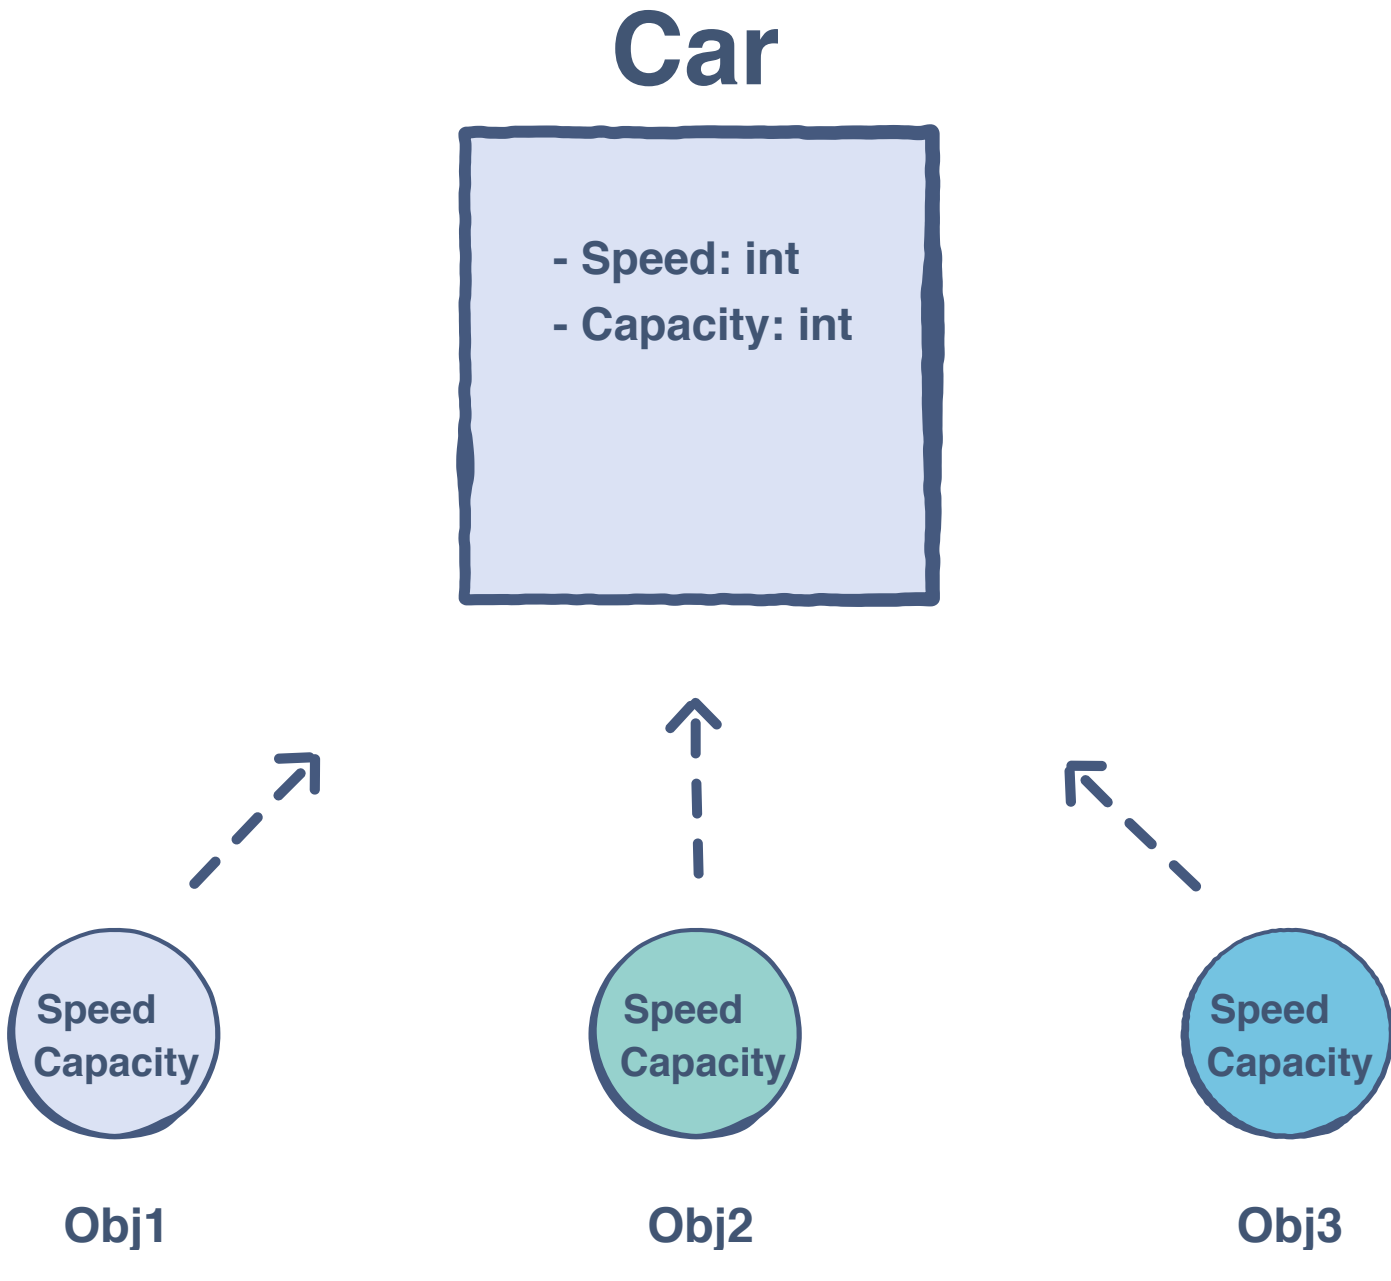 Car
- Speed: int
- Capacity: int
Speed
Capacity
Speed
Capacity
Speed
Capacity
Obj1
Obj2
Obj3